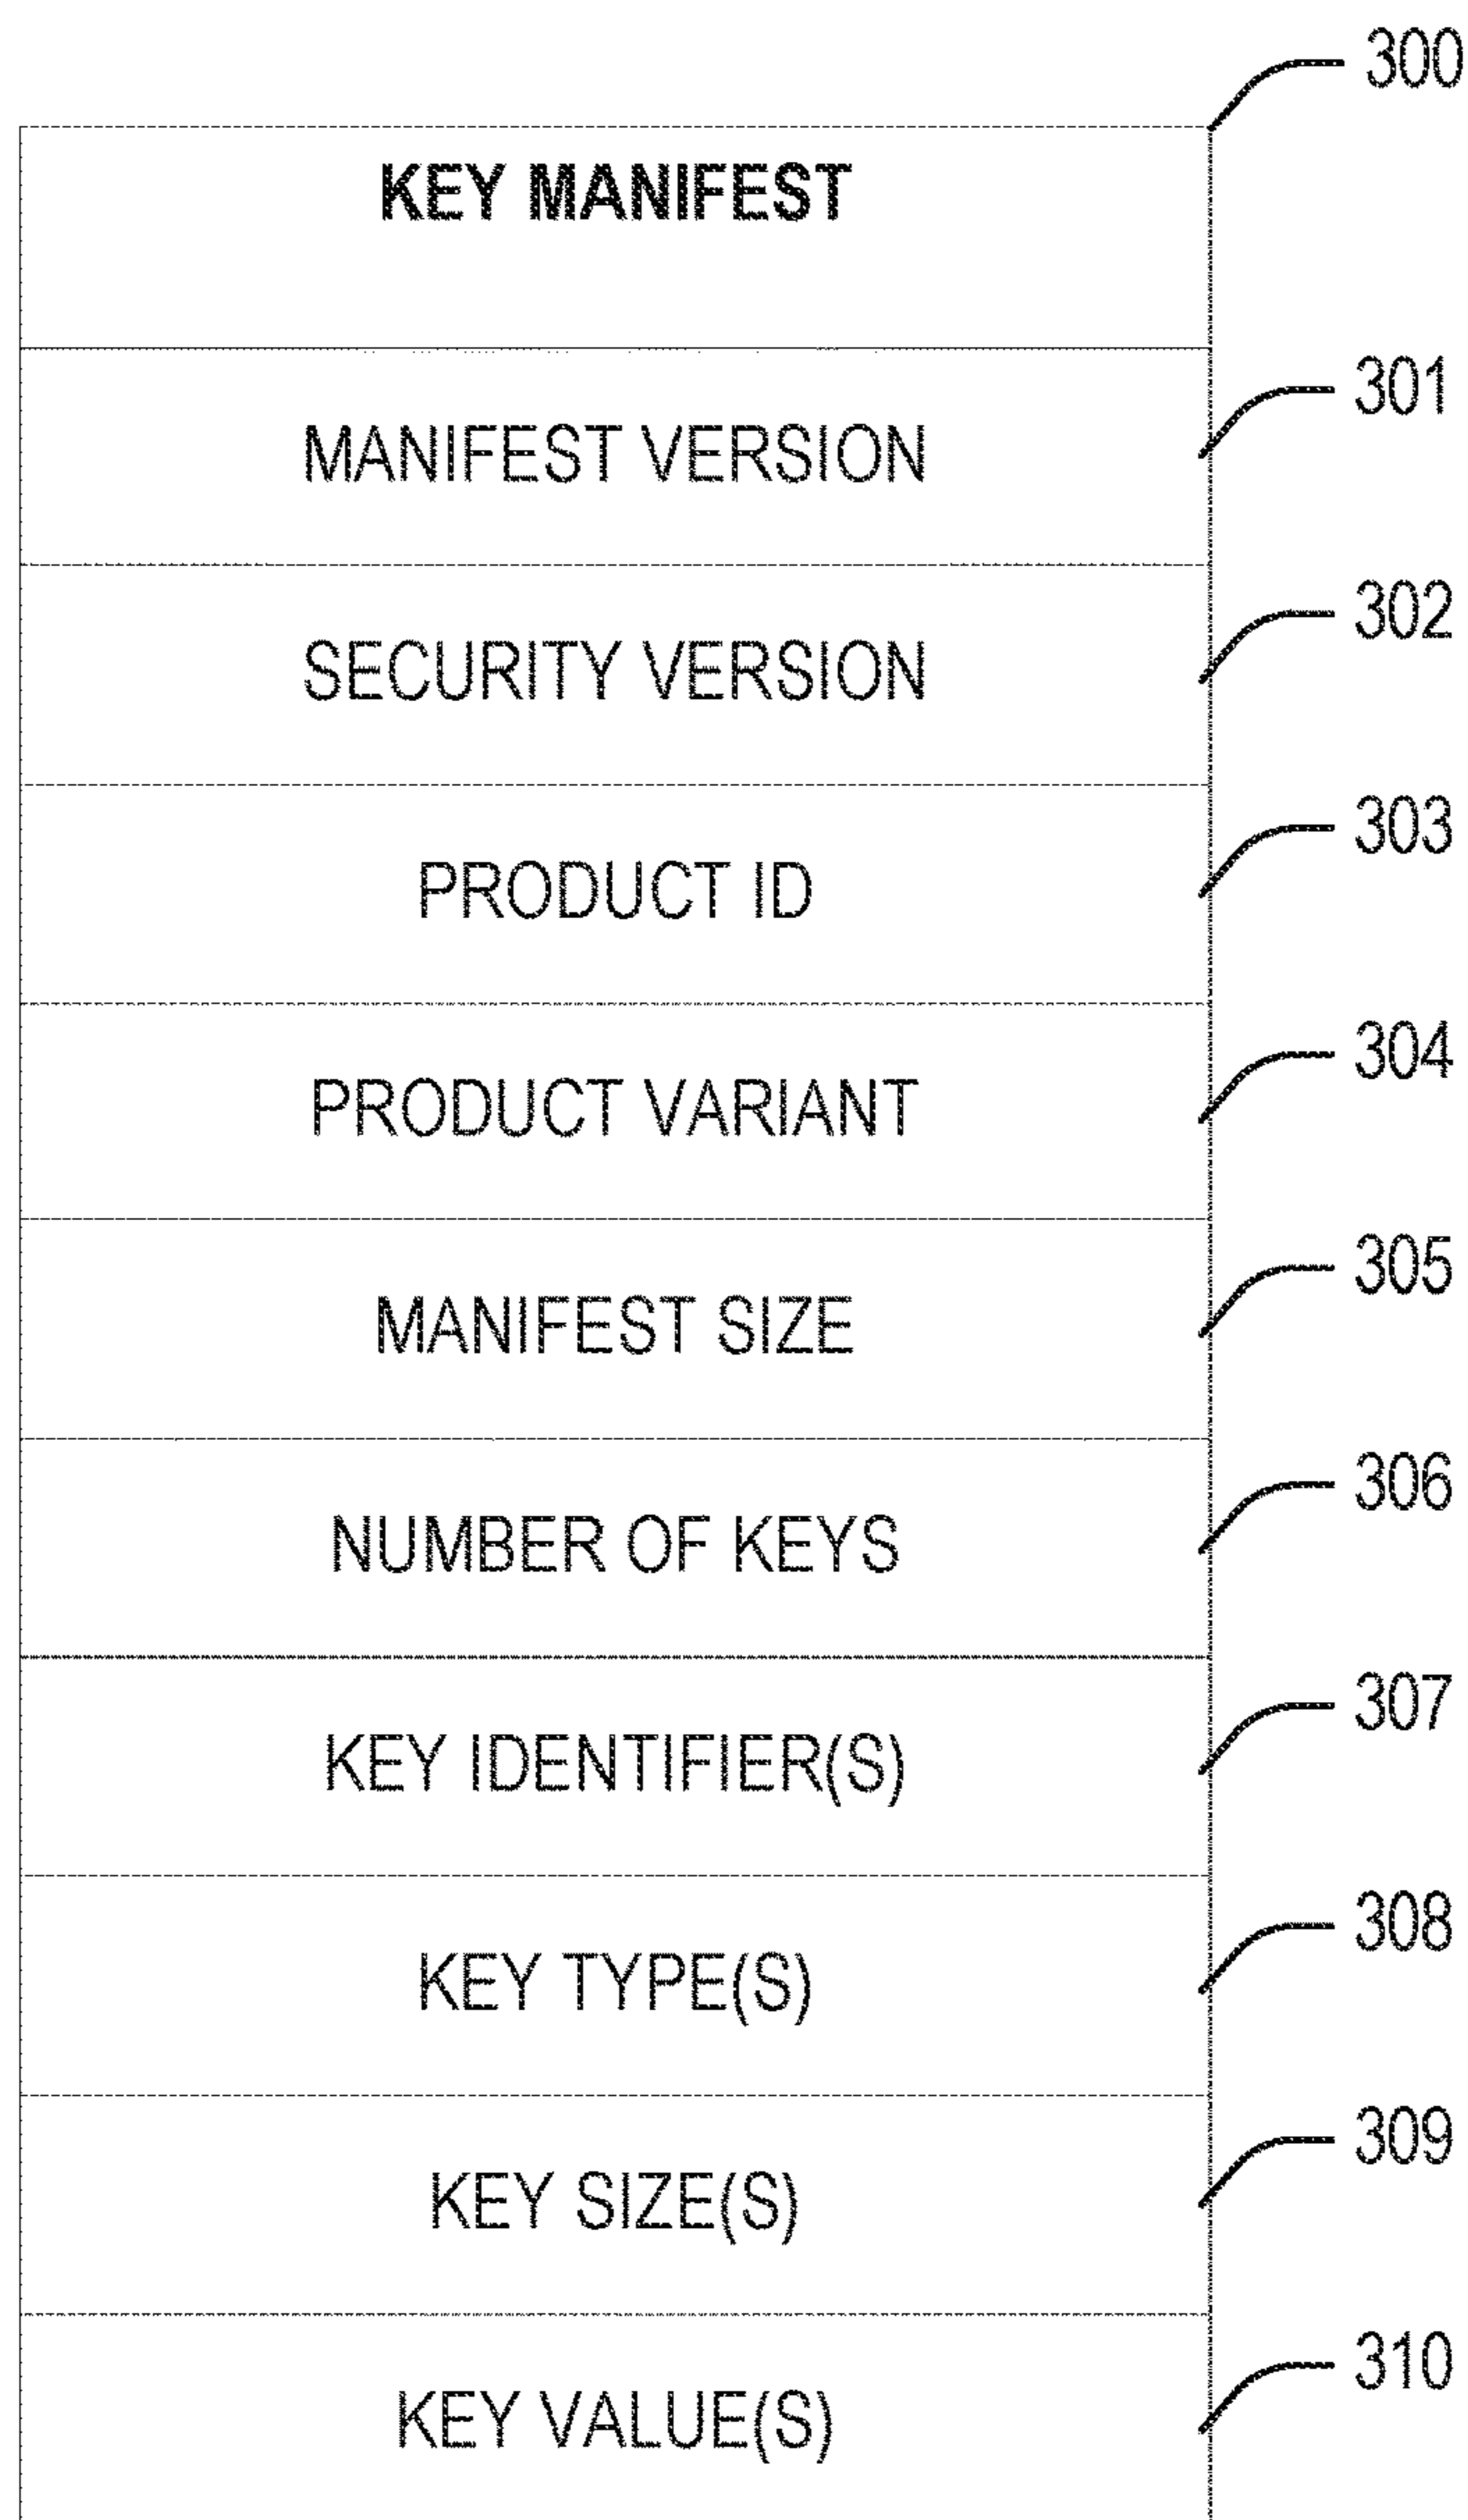 300
KEY MANIFEST
301
MANIFEST VERSION
302
SECURITY VERSION
303
PRODUCT ID
304
PRODUCT VARIANT
305
MANIFEST SIZE
306
NUMBER OF KEYS
307
KEY IDENTIFIER(S)
308
KEY TYPE(S)
309
KEY SIZE(S)
310
KEY VALUE(S)